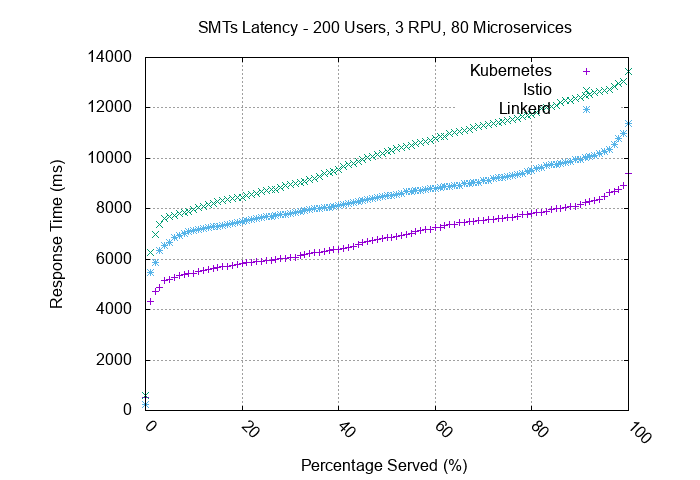 SMTs Latency - 200 Users, 3 RPU, 80 Microservices
14000
12000
10000
8000
6000
4000
2000
0
Response Time (ms)
Kubernetes
Istio
Linkerd
0
20
40
60
80
100
Percentage Served (%)